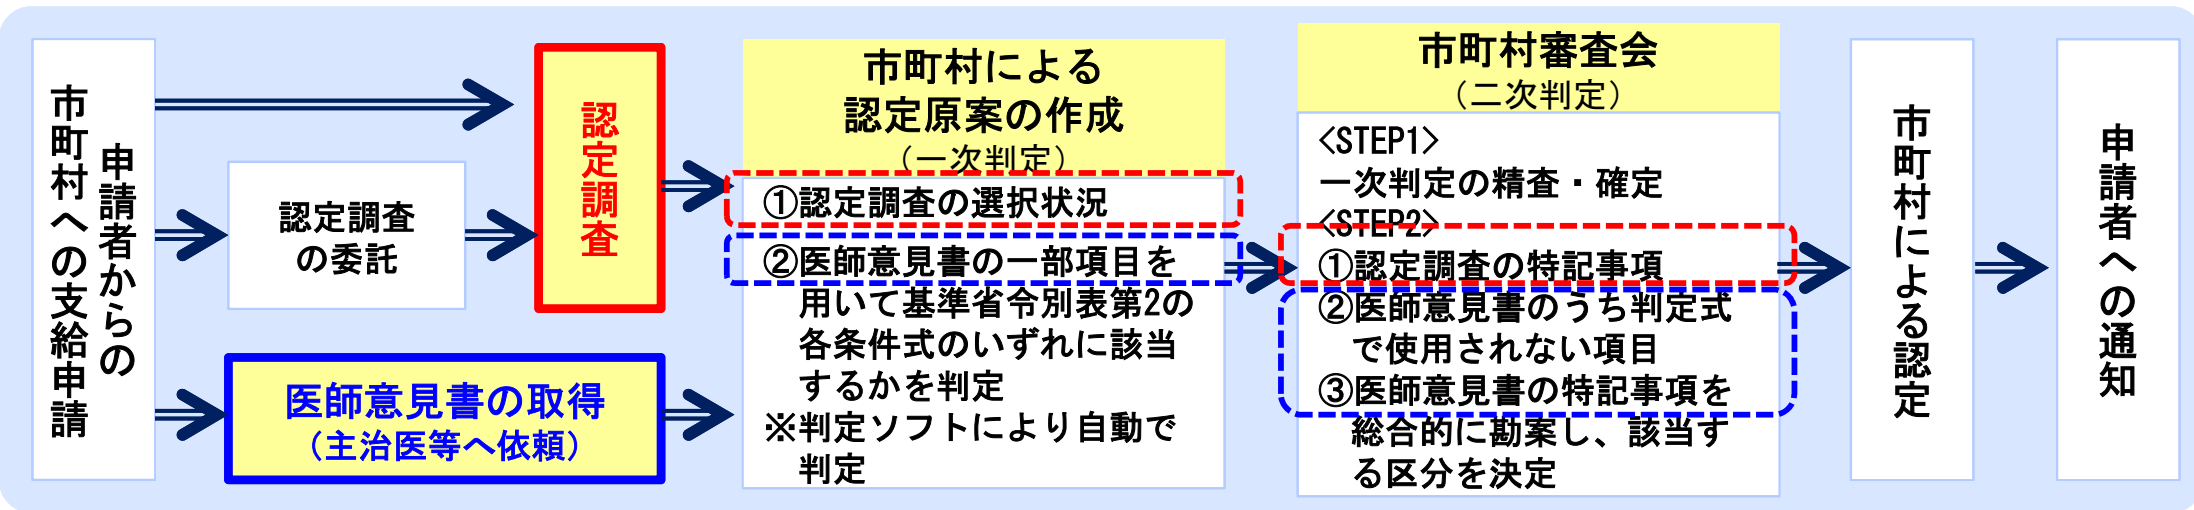 申請者からの
市町村への支給申請
認定調査
の委託
認定調査
医師意見書の取得
（主治医等へ依頼）
市町村による
認定原案の作成
（一次判定）
①認定調査の選択状況
②医師意見書の一部項目を
用いて基準省令別表第2の
各条件式のいずれに該当
するかを判定
※判定ソフトにより自動で
判定
市町村審査会
（二次判定）
<STEP1>
一次判定の精査・確定
<STEP2>
①認定調査の特記事項
②医師意見書のうち判定式
で使用されない項目
③医師意見書の特記事項を
総合的に勘案し、該当す
る区分を決定
市町村による認定
申請者への通知